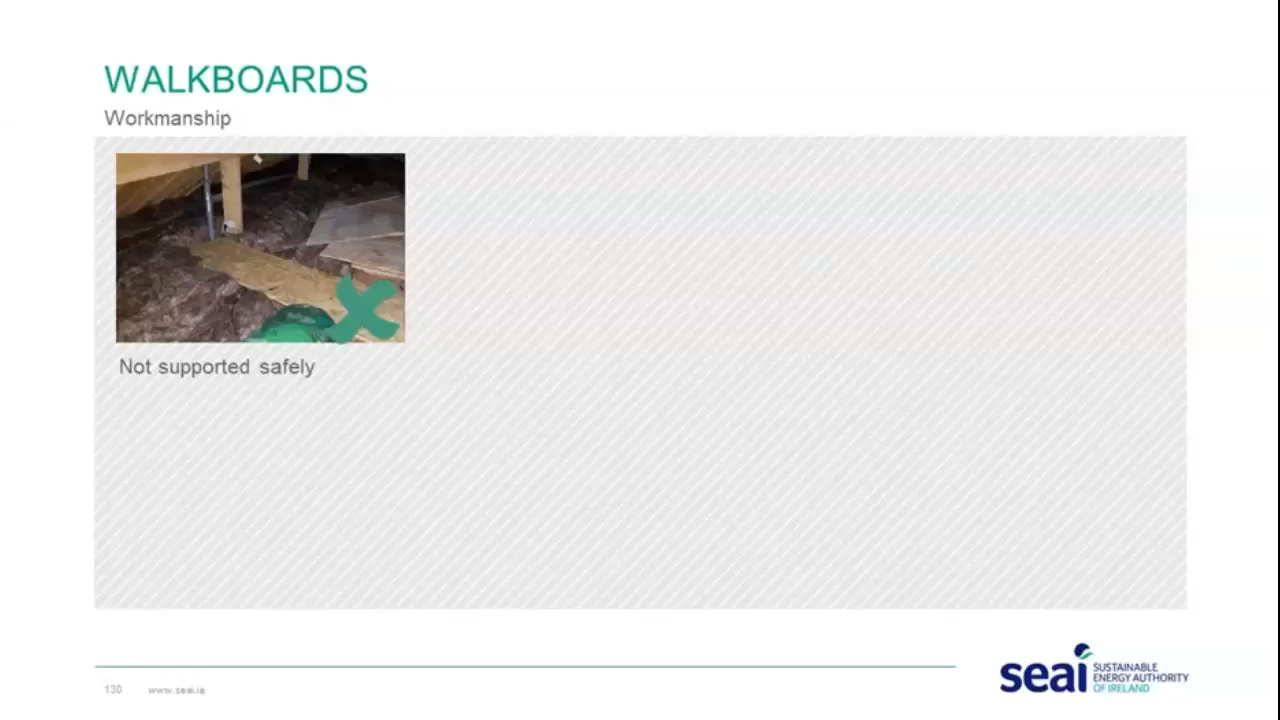 WALKBOARDS
Workmanship
Not supported safely
130 www.seai.ie
seai SUSTAINABLE
ENERGY AUTHORITY
OF IRELAND